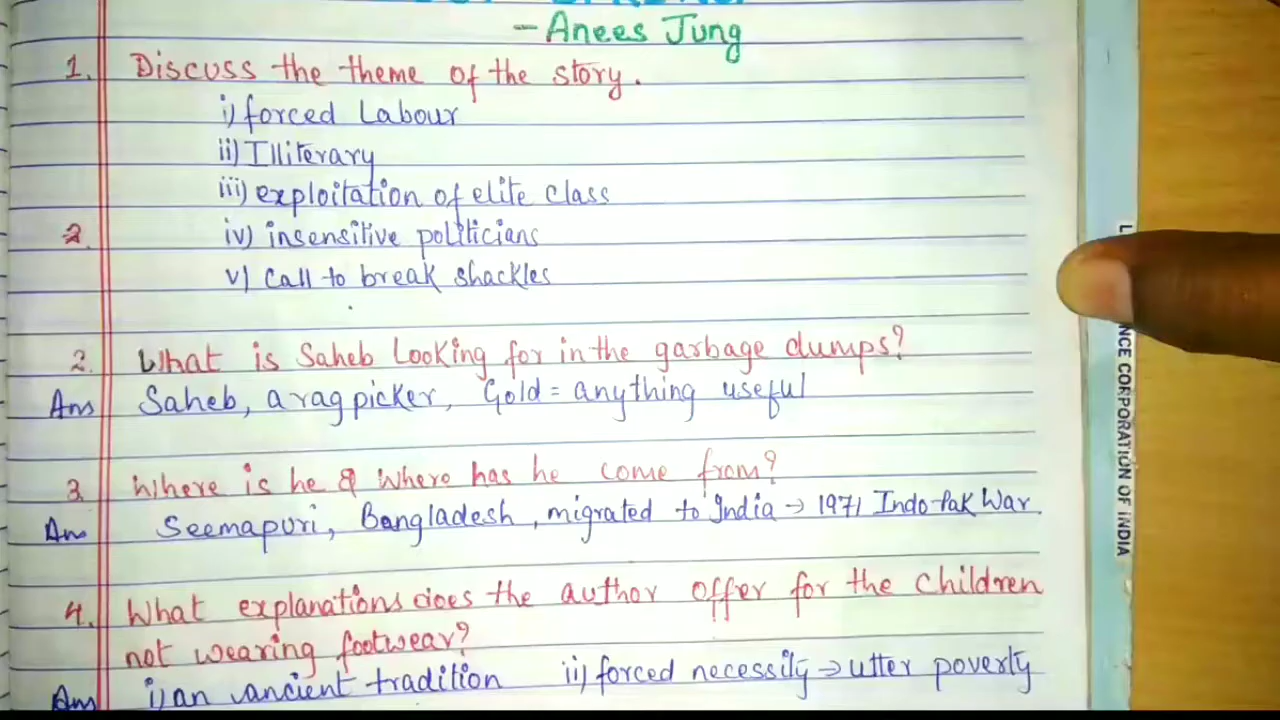 - Anees Jung
1. Discuss the theme of the story.
i) forced Labour
ii) Illiterary
iii) exploitation of elite class
2. iv) insensitive politicians
v) Call to break shackles
2. What is Saheb Looking for in the garbage dumps?
Ans Saheb, a ragpicker, Gold = anything useful
3. Where is he & Where has he come from?
Ans Seemapuri, Bangladesh, migrated to India → 1971 Indo-Pak War.
4. What explanations does the author offer for the children
not wearing footwear?
Ans i) an ancient tradition ii) forced necessity → utter poverty
NCE CORPORATION OF INDIA